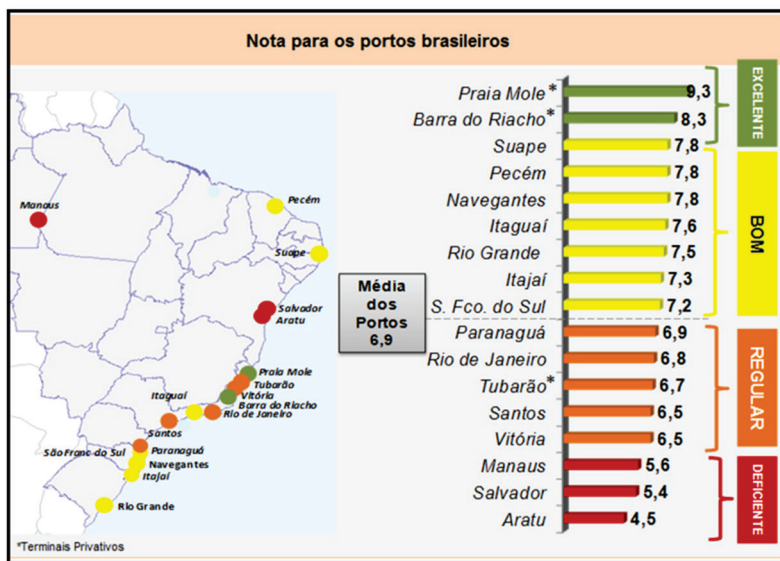 Nota para os portos brasileiros
Manaus
Pecém
Suape
Salvador
Aratu
Praia Mole
Tubarão
Vitória
Barra do Riacho
Itaguaí
Rio de Janeiro
Santos
São Franc do Sul
Paranaguá
Navegantes
Itajaí
Rio Grande
*Terminais Privativos
Média
dos
Portos
6,9
Praia Mole* 9,3
Barra do Riacho* 8,3
Suape 7,8
Pecém 7,8
Navegantes 7,8
Itaguaí 7,6
Rio Grande 7,5
Itajaí 7,3
S. Fco. do Sul 7,2
Paranaguá 6,9
Rio de Janeiro 6,8
Tubarão* 6,7
Santos 6,5
Vitória 6,5
Manaus 5,6
Salvador 5,4
Aratu 4,5
EXCELENTE
BOM
REGULAR
DEFICIENTE